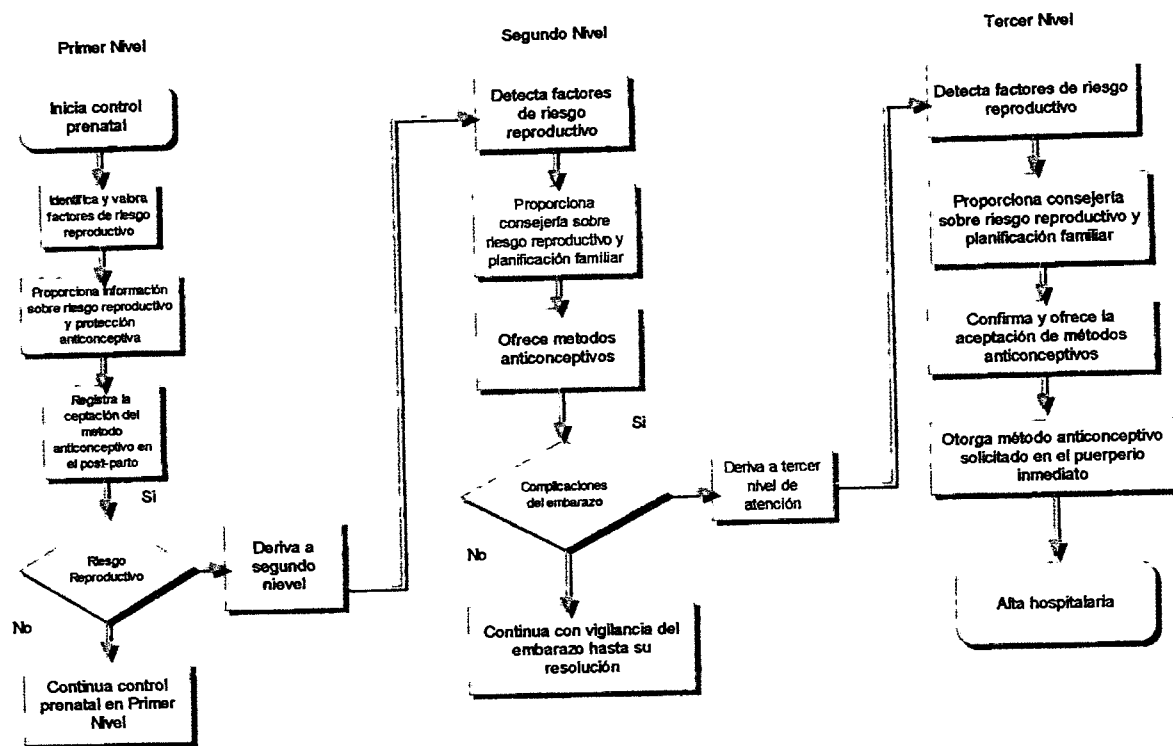 Primer Nivel
Inicia control
prenatal
Identifica y valora
factores de riesgo
reproductivo
Proporciona información
sobre riesgo reproductivo
y protección
anticonceptiva
Registra la
ceptación del
metodo
anticonceptivo en
el post-parto
Si
Riesgo
Reproductivo
No
Deriva a
segundo
nievel
Continua control
prenatal en Primer
Nivel
Segundo Nivel
Detecta factores
de riesgo
reproductivo
Proporciona
consejería sobre
riesgo reproductivo y
planificación familiar
Ofrece metodos
anticonceptivos
Si
Complicaciones
del embarazo
No
Deriva a tercer
nivel de
atención
Continua con vigilancia del
embarazo hasta su
resolución
Tercer Nivel
Detecta factores de riesgo
reproductivo
Proporciona consejería
sobre riesgo reproductivo y
planificación familiar
Confirma y ofrece la
aceptación de métodos
anticonceptivos
Otorga método anticonceptivo
solicitado en el puerperio
inmediato
Alta hospitalaria